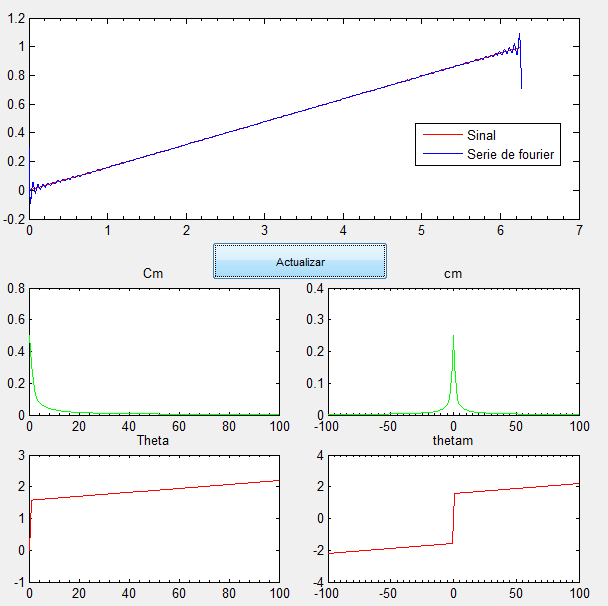 1.2
1
0.8
0.6
0.4
0.2
0
-0.2
Sinal
Serie de fourier
0 1 2 3 4 5 6 7
Actualizar
Cm
cm
0.8
0.6
0.4
0.2
0
0 20 40 60 80 100
0.4
0.3
0.2
0.1
0
-100 -50 0 50 100
Theta
thetam
3
2
1
0
-1
0 20 40 60 80 100
4
2
0
-2
-4
-100 -50 0 50 100